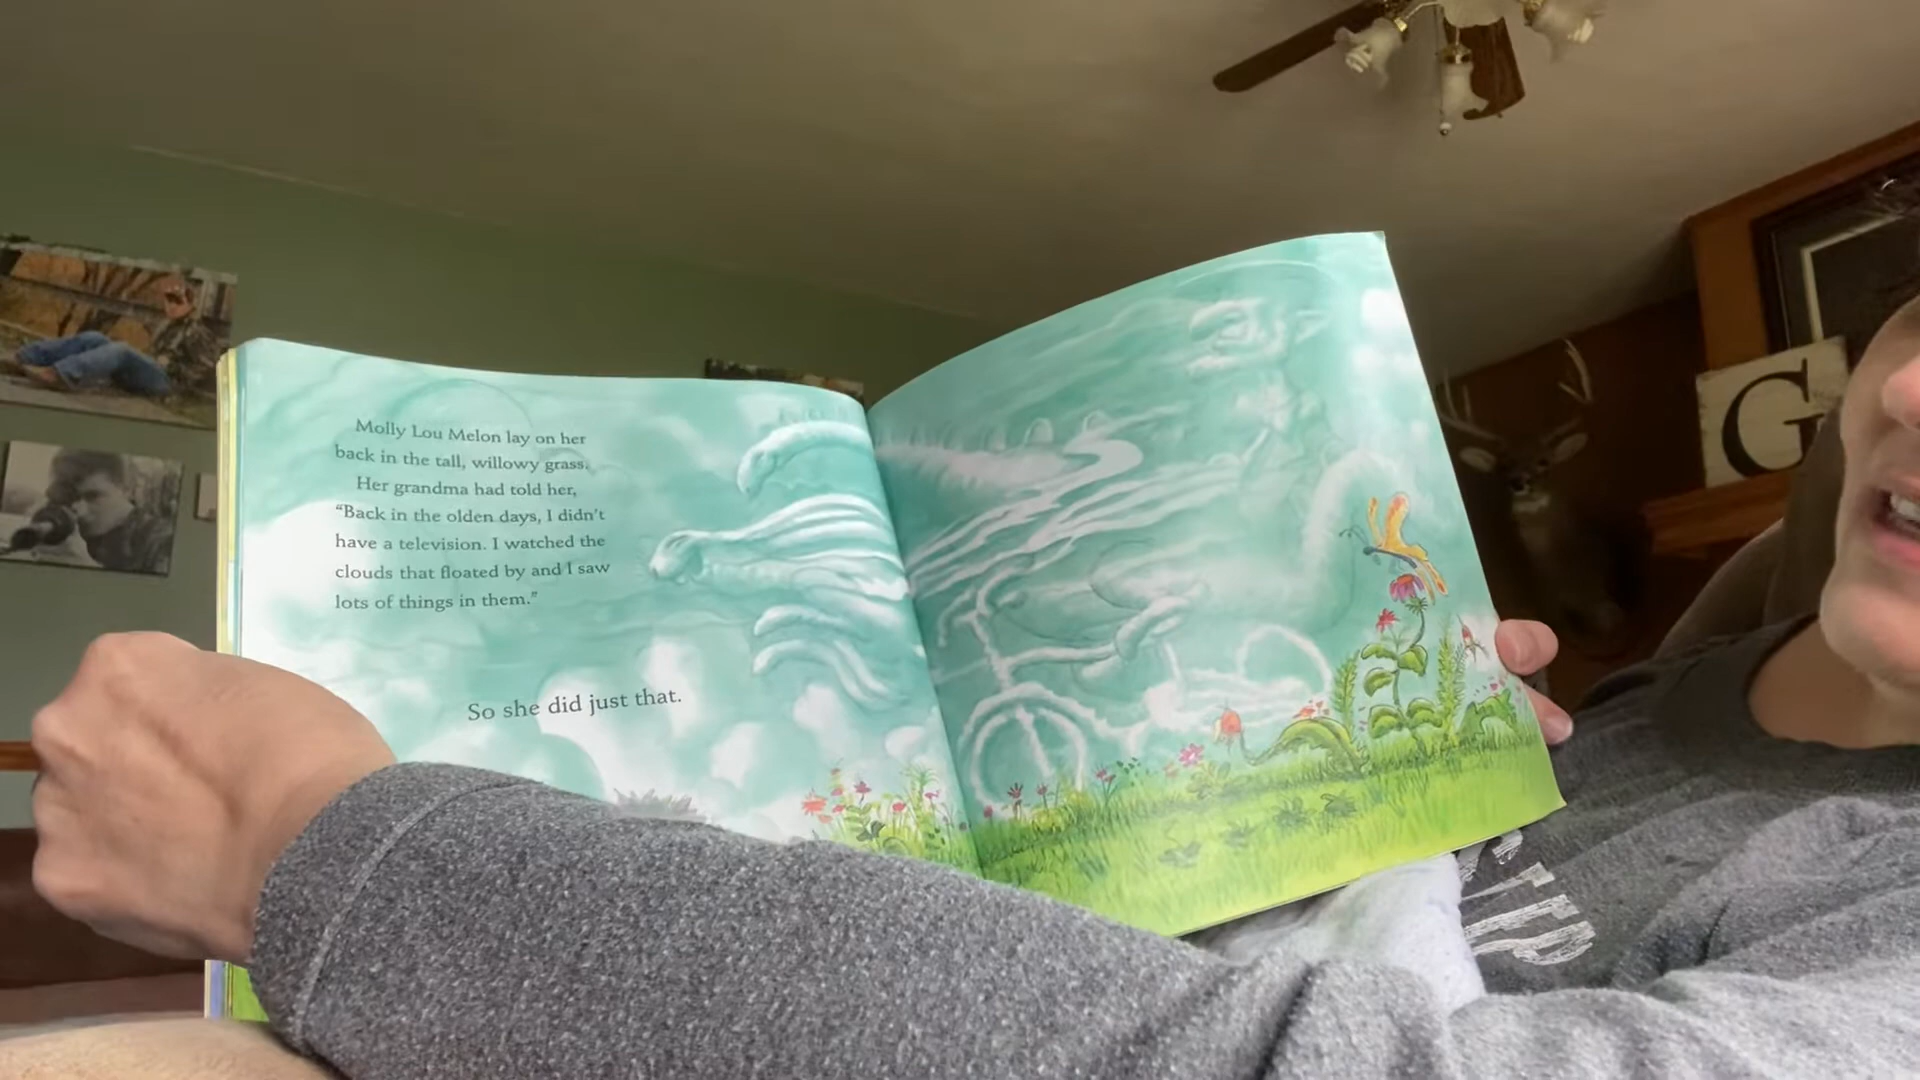 Molly Lou Melon lay on her
back in the tall, willowy grass.
Her grandma had told her,
“Back in the olden days, I didn’t
have a television. I watched the
clouds that floated by and I saw
lots of things in them.”
So she did just that.
G